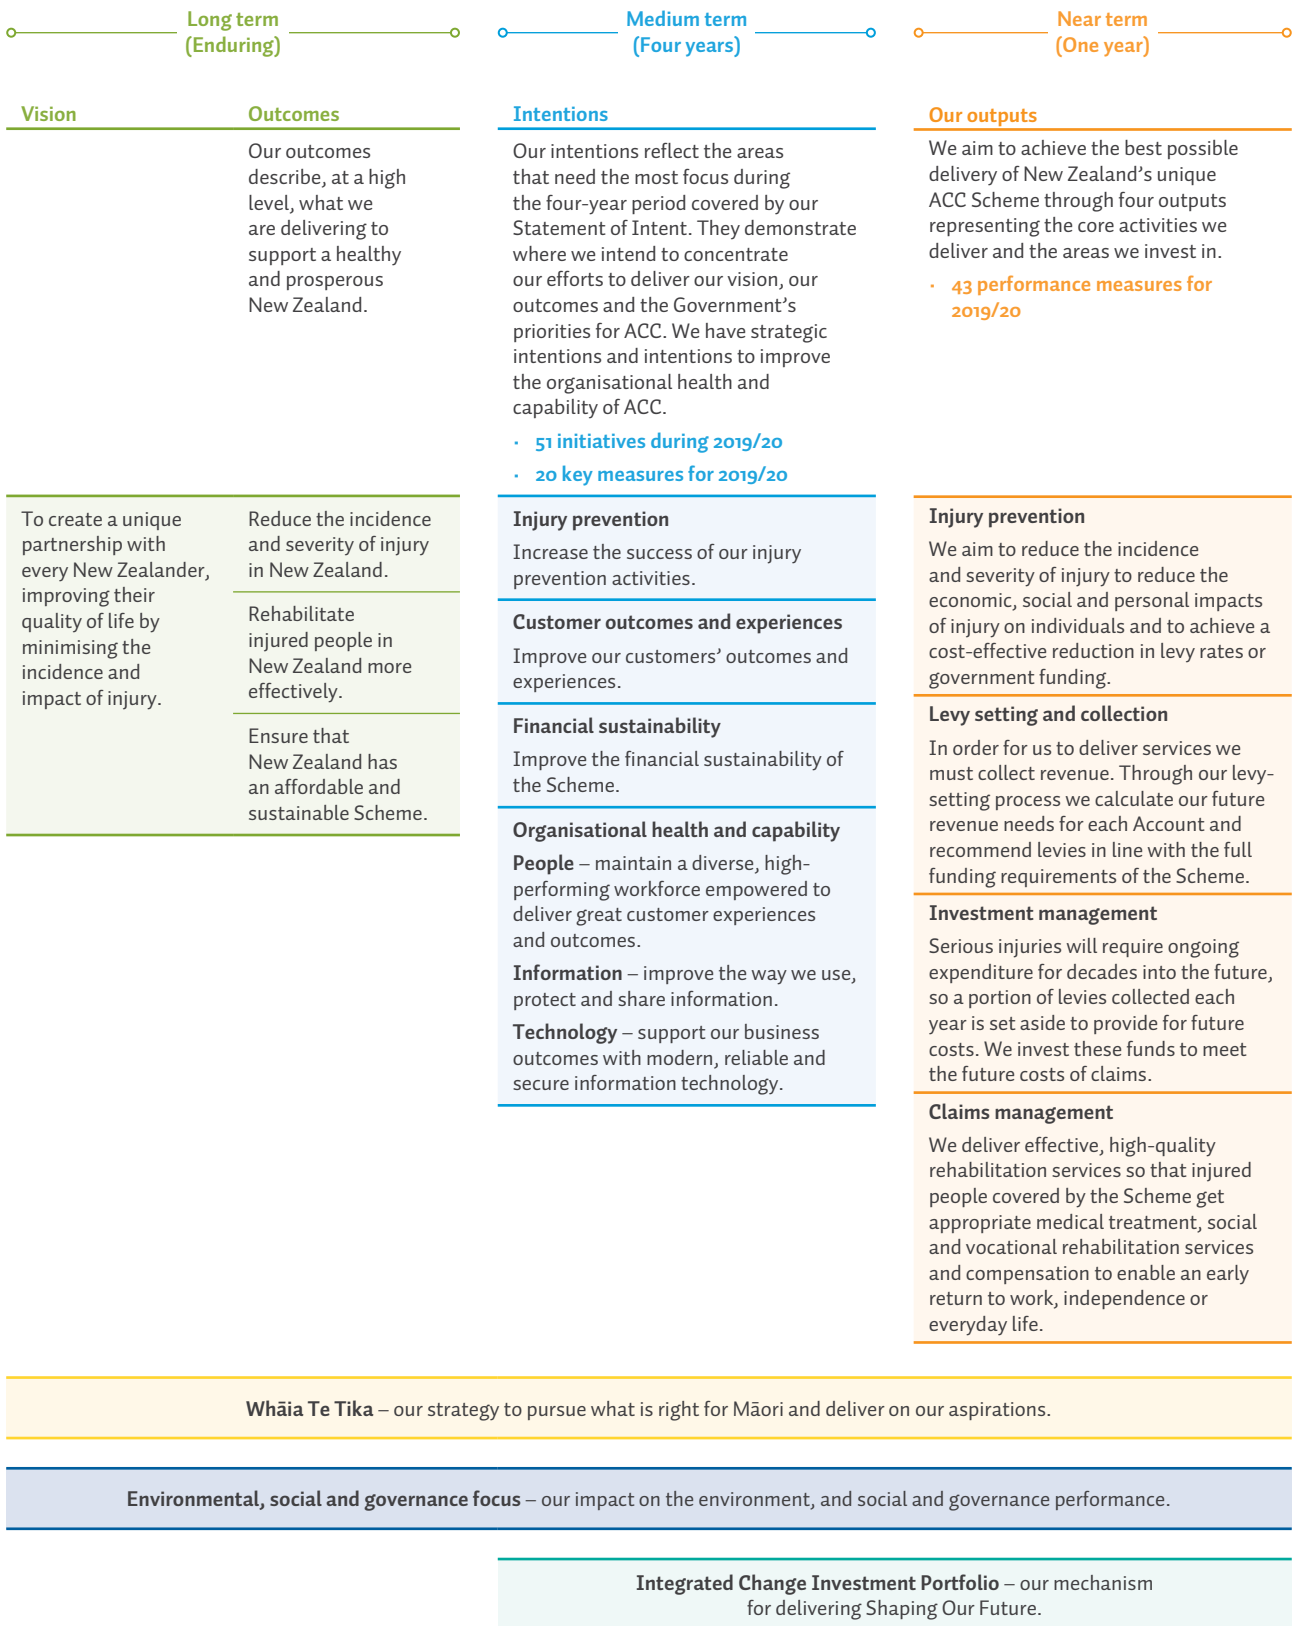 Long term
(Enduring)
Medium term
(Four years)
Near term
(One year)
Vision
Outcomes
Our outcomes
describe, at a high
level, what we
are delivering to
support a healthy
and prosperous
New Zealand.
Intentions
Our intentions reflect the areas
that need the most focus during
the four-year period covered by our
Statement of Intent. They demonstrate
where we intend to concentrate
our efforts to deliver our vision, our
outcomes and the Government’s
priorities for ACC. We have strategic
intentions and intentions to improve
the organisational health and
capability of ACC.
· 51 initiatives during 2019/20
· 20 key measures for 2019/20
Our outputs
We aim to achieve the best possible
delivery of New Zealand’s unique
ACC Scheme through four outputs
representing the core activities we
deliver and the areas we invest in.
· 43 performance measures for
2019/20
To create a unique
partnership with
every New Zealander,
improving their
quality of life by
minimising the
incidence and
impact of injury.
Reduce the incidence
and severity of injury
in New Zealand.
Rehabilitate
injured people in
New Zealand more
effectively.
Ensure that
New Zealand has
an affordable and
sustainable Scheme.
Injury prevention
Increase the success of our injury
prevention activities.
Customer outcomes and experiences
Improve our customers’ outcomes and
experiences.
Financial sustainability
Improve the financial sustainability of
the Scheme.
Organisational health and capability
People – maintain a diverse, high-
performing workforce empowered to
deliver great customer experiences
and outcomes.
Information – improve the way we use,
protect and share information.
Technology – support our business
outcomes with modern, reliable and
secure information technology.
Injury prevention
We aim to reduce the incidence
and severity of injury to reduce the
economic, social and personal impacts
of injury on individuals and to achieve a
cost-effective reduction in levy rates or
government funding.
Levy setting and collection
In order for us to deliver services we
must collect revenue. Through our levy-
setting process we calculate our future
revenue needs for each Account and
recommend levies in line with the full
funding requirements of the Scheme.
Investment management
Serious injuries will require ongoing
expenditure for decades into the future,
so a portion of levies collected each
year is set aside to provide for future
costs. We invest these funds to meet
the future costs of claims.
Claims management
We deliver effective, high-quality
rehabilitation services so that injured
people covered by the Scheme get
appropriate medical treatment, social
and vocational rehabilitation services
and compensation to enable an early
return to work, independence or
everyday life.
Whāia Te Tika – our strategy to pursue what is right for Māori and deliver on our aspirations.
Environmental, social and governance focus – our impact on the environment, and social and governance performance.
Integrated Change Investment Portfolio – our mechanism
for delivering Shaping Our Future.